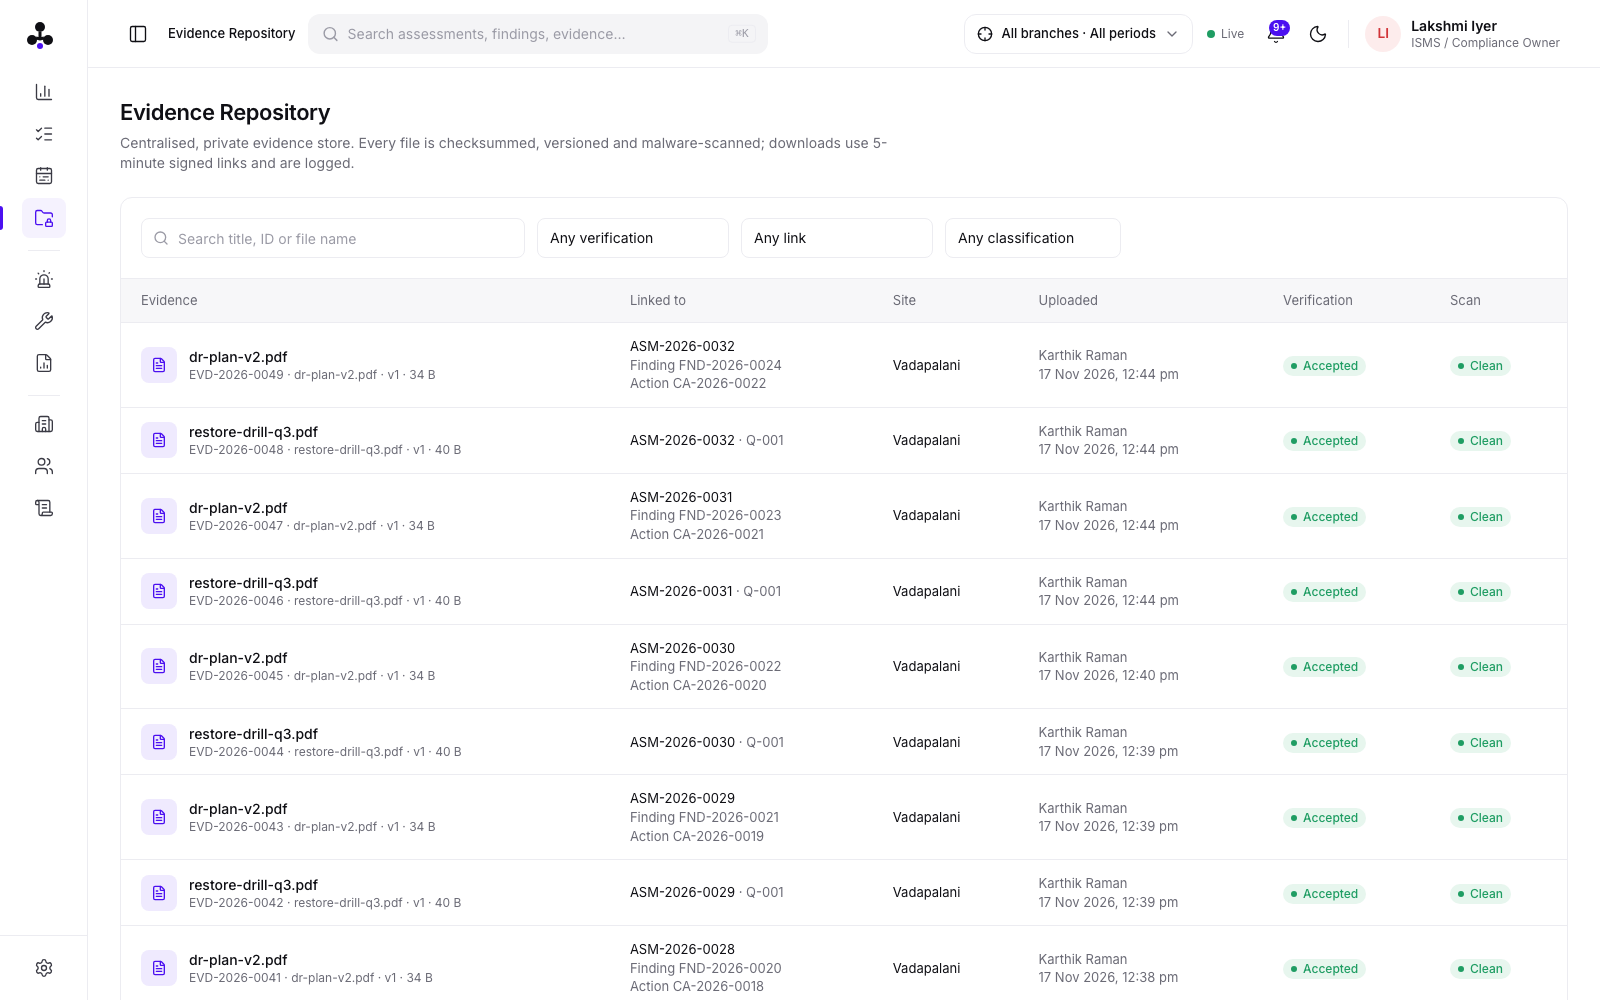 Evidence Repository
Search assessments, findings, evidence...
⌘K
All branches · All periods
Live
9+
LI
Lakshmi Iyer
ISMS / Compliance Owner
Evidence Repository
Centralised, private evidence store. Every file is checksummed, versioned and malware-scanned; downloads use 5-
minute signed links and are logged.
Search title, ID or file name
Any verification
Any link
Any classification
Evidence Linked to Site Uploaded Verification Scan
dr-plan-v2.pdf
EVD-2026-0049 · dr-plan-v2.pdf · v1 · 34 B
ASM-2026-0032
Finding FND-2026-0024
Action CA-2026-0022
Vadapalani
Karthik Raman
17 Nov 2026, 12:44 pm
Accepted
Clean
restore-drill-q3.pdf
EVD-2026-0048 · restore-drill-q3.pdf · v1 · 40 B
ASM-2026-0032 · Q-001
Vadapalani
Karthik Raman
17 Nov 2026, 12:44 pm
Accepted
Clean
dr-plan-v2.pdf
EVD-2026-0047 · dr-plan-v2.pdf · v1 · 34 B
ASM-2026-0031
Finding FND-2026-0023
Action CA-2026-0021
Vadapalani
Karthik Raman
17 Nov 2026, 12:44 pm
Accepted
Clean
restore-drill-q3.pdf
EVD-2026-0046 · restore-drill-q3.pdf · v1 · 40 B
ASM-2026-0031 · Q-001
Vadapalani
Karthik Raman
17 Nov 2026, 12:44 pm
Accepted
Clean
dr-plan-v2.pdf
EVD-2026-0045 · dr-plan-v2.pdf · v1 · 34 B
ASM-2026-0030
Finding FND-2026-0022
Action CA-2026-0020
Vadapalani
Karthik Raman
17 Nov 2026, 12:40 pm
Accepted
Clean
restore-drill-q3.pdf
EVD-2026-0044 · restore-drill-q3.pdf · v1 · 40 B
ASM-2026-0030 · Q-001
Vadapalani
Karthik Raman
17 Nov 2026, 12:39 pm
Accepted
Clean
dr-plan-v2.pdf
EVD-2026-0043 · dr-plan-v2.pdf · v1 · 34 B
ASM-2026-0029
Finding FND-2026-0021
Action CA-2026-0019
Vadapalani
Karthik Raman
17 Nov 2026, 12:39 pm
Accepted
Clean
restore-drill-q3.pdf
EVD-2026-0042 · restore-drill-q3.pdf · v1 · 40 B
ASM-2026-0029 · Q-001
Vadapalani
Karthik Raman
17 Nov 2026, 12:39 pm
Accepted
Clean
dr-plan-v2.pdf
EVD-2026-0041 · dr-plan-v2.pdf · v1 · 34 B
ASM-2026-0028
Finding FND-2026-0020
Action CA-2026-0018
Vadapalani
Karthik Raman
17 Nov 2026, 12:38 pm
Accepted
Clean